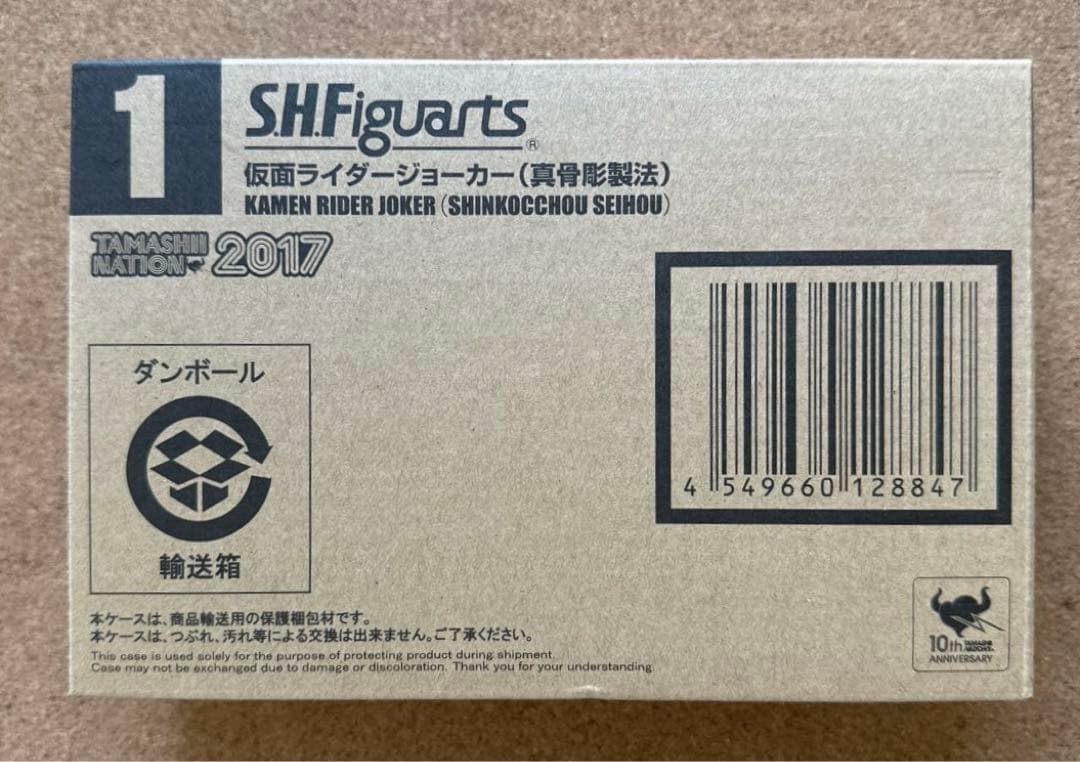 1
S.H.Figuarts
®
仮面ライダージョーカー(真骨彫製法)
KAMEN RIDER JOKER (SHINKOCCHOU SEIHOU)
TAMASHII NATION 2017
ダンボール
輸送箱
4 549660 128847
本ケースは、商品輸送用の保護梱包材です。
本ケースは、つぶれ、汚れ等による交換は出来ません。ご了承ください。
This case is used solely for the purpose of protecting product during shipment.
Case may not be exchanged due to damage or discoloration. Thank you for your understanding.
10th TAMASHII NATIONS
ANNIVERSARY